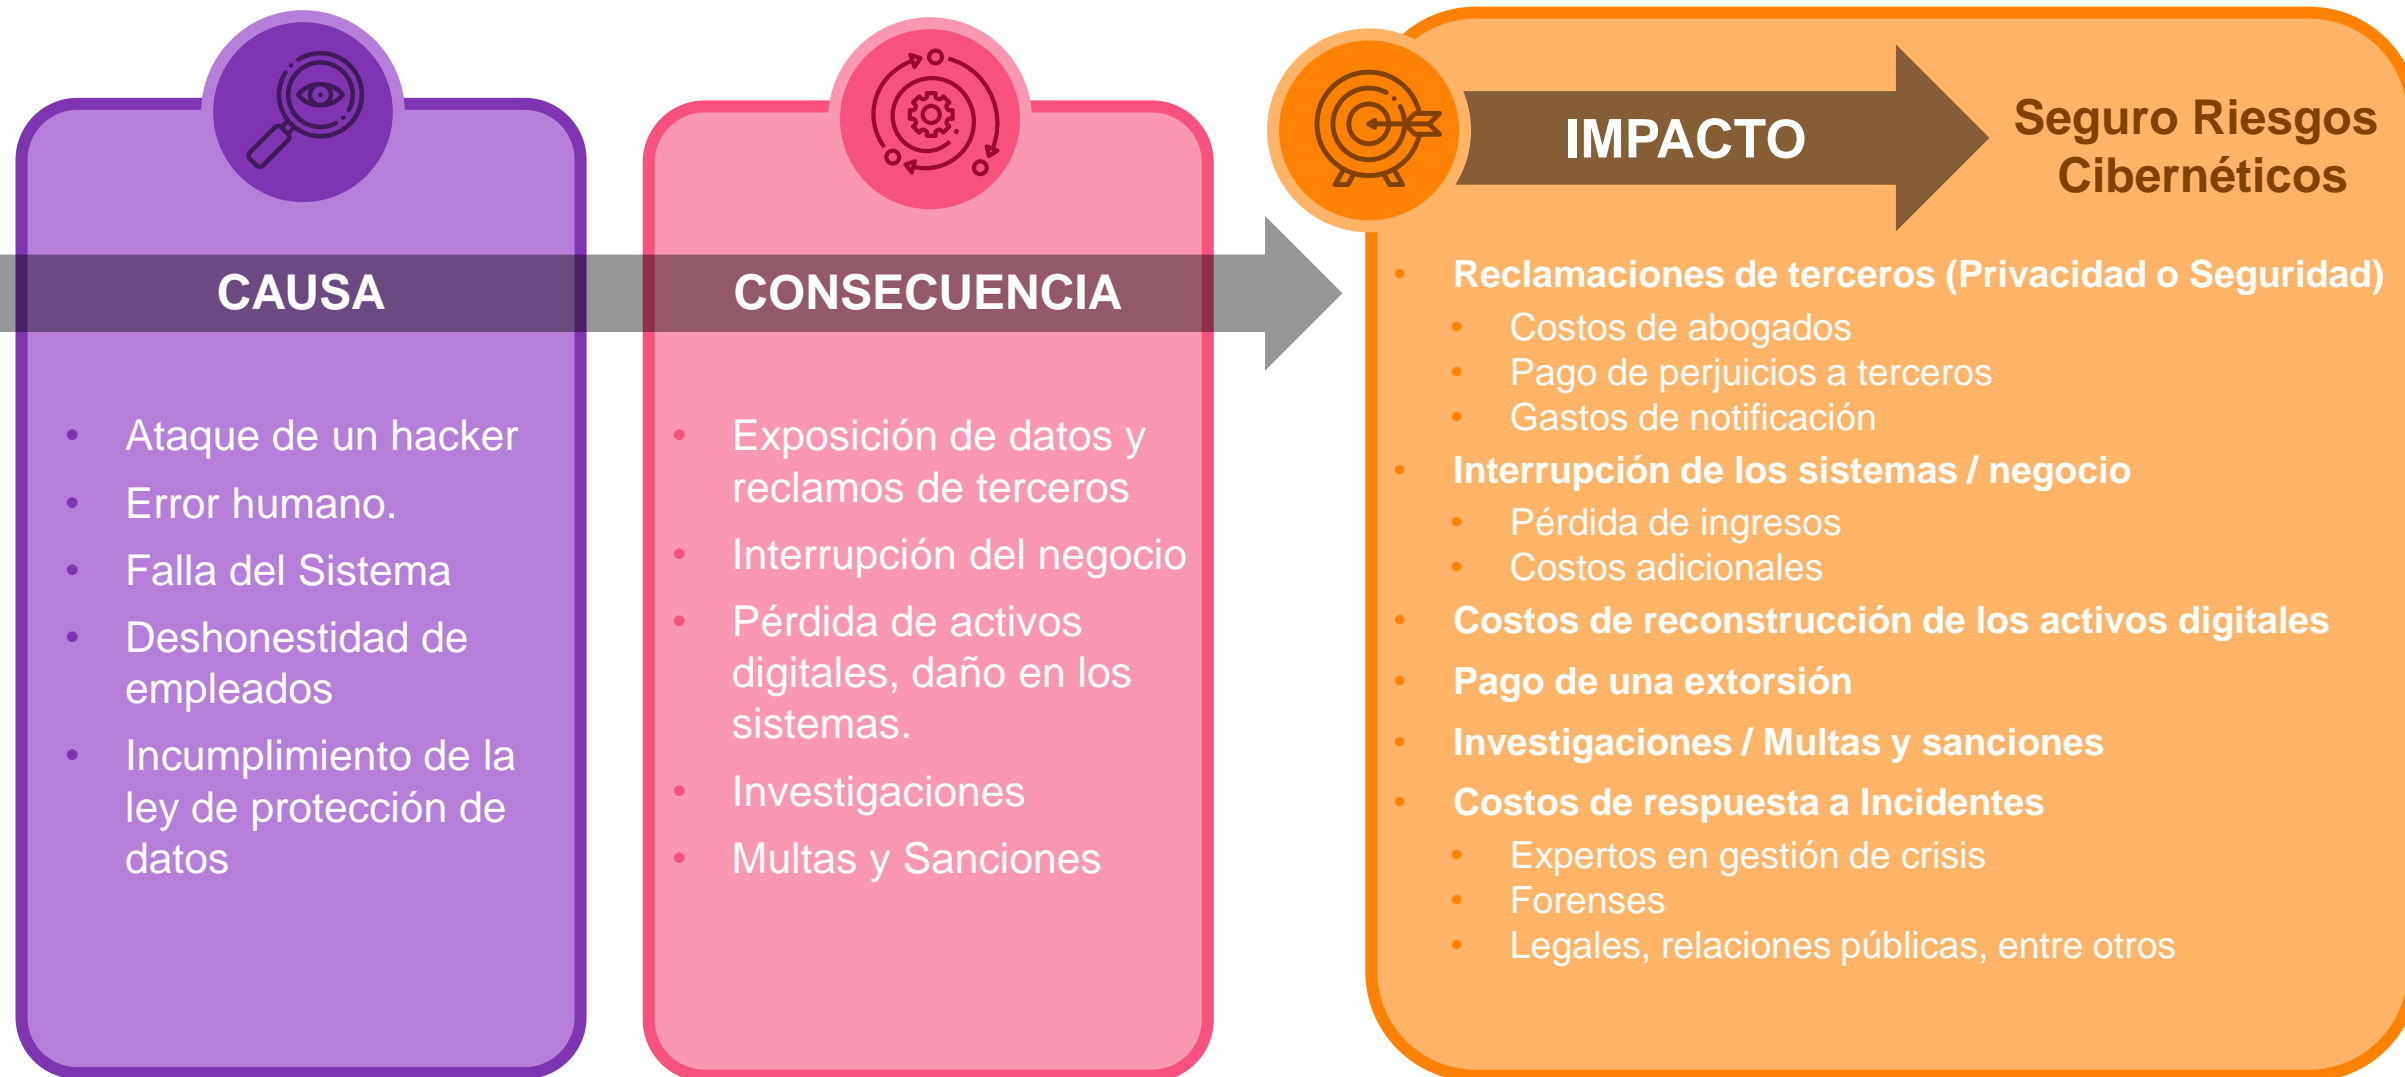 CAUSA
• Ataque de un hacker
• Error humano.
• Falla del Sistema
• Deshonestidad de
empleados
• Incumplimiento de la
ley de protección de
datos
CONSECUENCIA
• Exposición de datos y
reclamos de terceros
• Interrupción del negocio
• Pérdida de activos
digitales, daño en los
sistemas.
• Investigaciones
• Multas y Sanciones
IMPACTO
Seguro Riesgos
Cibernéticos
• Reclamaciones de terceros (Privacidad o Seguridad)
• Costos de abogados
• Pago de perjuicios a terceros
• Gastos de notificación
• Interrupción de los sistemas / negocio
• Pérdida de ingresos
• Costos adicionales
• Costos de reconstrucción de los activos digitales
• Pago de una extorsión
• Investigaciones / Multas y sanciones
• Costos de respuesta a Incidentes
• Expertos en gestión de crisis
• Forenses
• Legales, relaciones públicas, entre otros